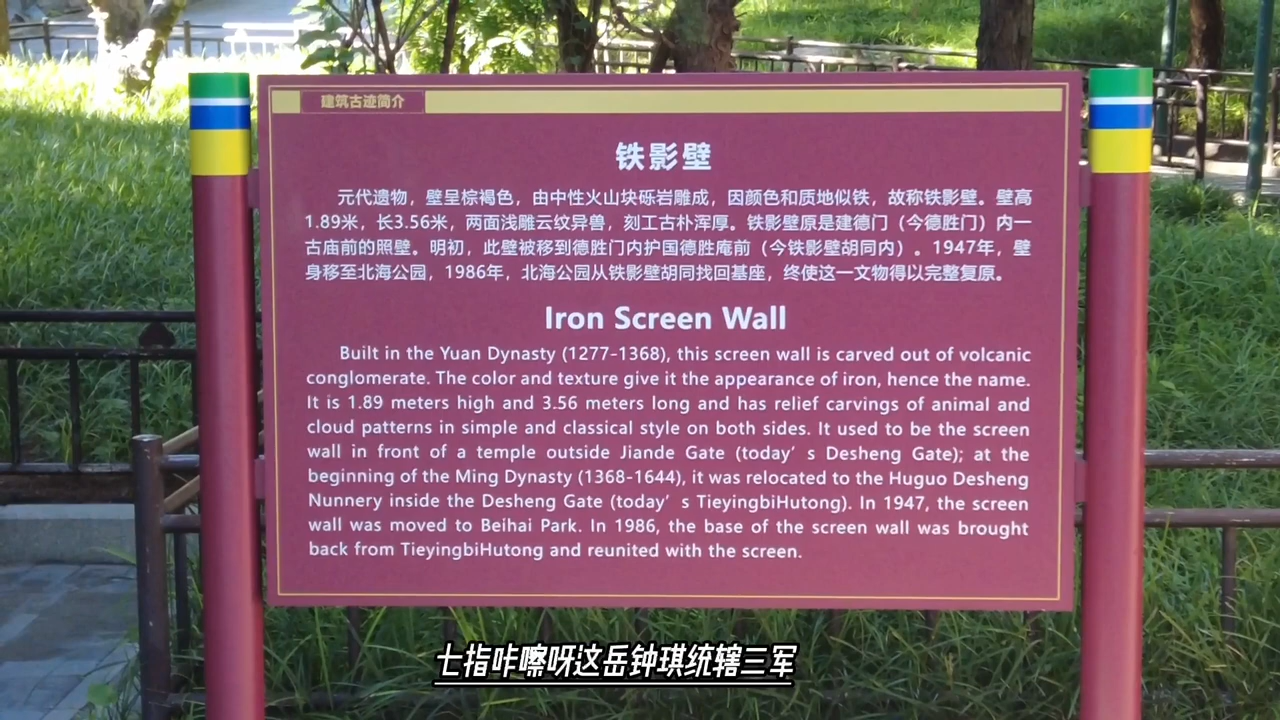 建筑古迹简介
铁影壁
元代遗物，壁呈棕褐色，由中性火山块砾岩雕成，因颜色和质地似铁，故称铁影壁。壁高
1.89米，长3.56米，两面浅雕云纹异兽，刻工古朴浑厚。铁影壁原是建德门（今德胜门）内一
古庙前的照壁。明初，此壁被移到德胜门内护国德胜庵前（今铁影壁胡同内）。1947年，壁
身移至北海公园，1986年，北海公园从铁影壁胡同找回基座，终使这一文物得以完整复原。
Iron Screen Wall
Built in the Yuan Dynasty (1277-1368), this screen wall is carved out of volcanic
conglomerate. The color and texture give it the appearance of iron, hence the name.
It is 1.89 meters high and 3.56 meters long and has relief carvings of animal and
cloud patterns in simple and classical style on both sides. It used to be the screen
wall in front of a temple outside Jiande Gate (today’s Desheng Gate); at the
beginning of the Ming Dynasty (1368-1644), it was relocated to the Huguo Desheng
Nunnery inside the Desheng Gate (today’s TieyingbiHutong). In 1947, the screen
wall was moved to Beihai Park. In 1986, the base of the screen wall was brought
back from TieyingbiHutong and reunited with the screen.
七指咔嚓呀这岳钟琪统辖三军